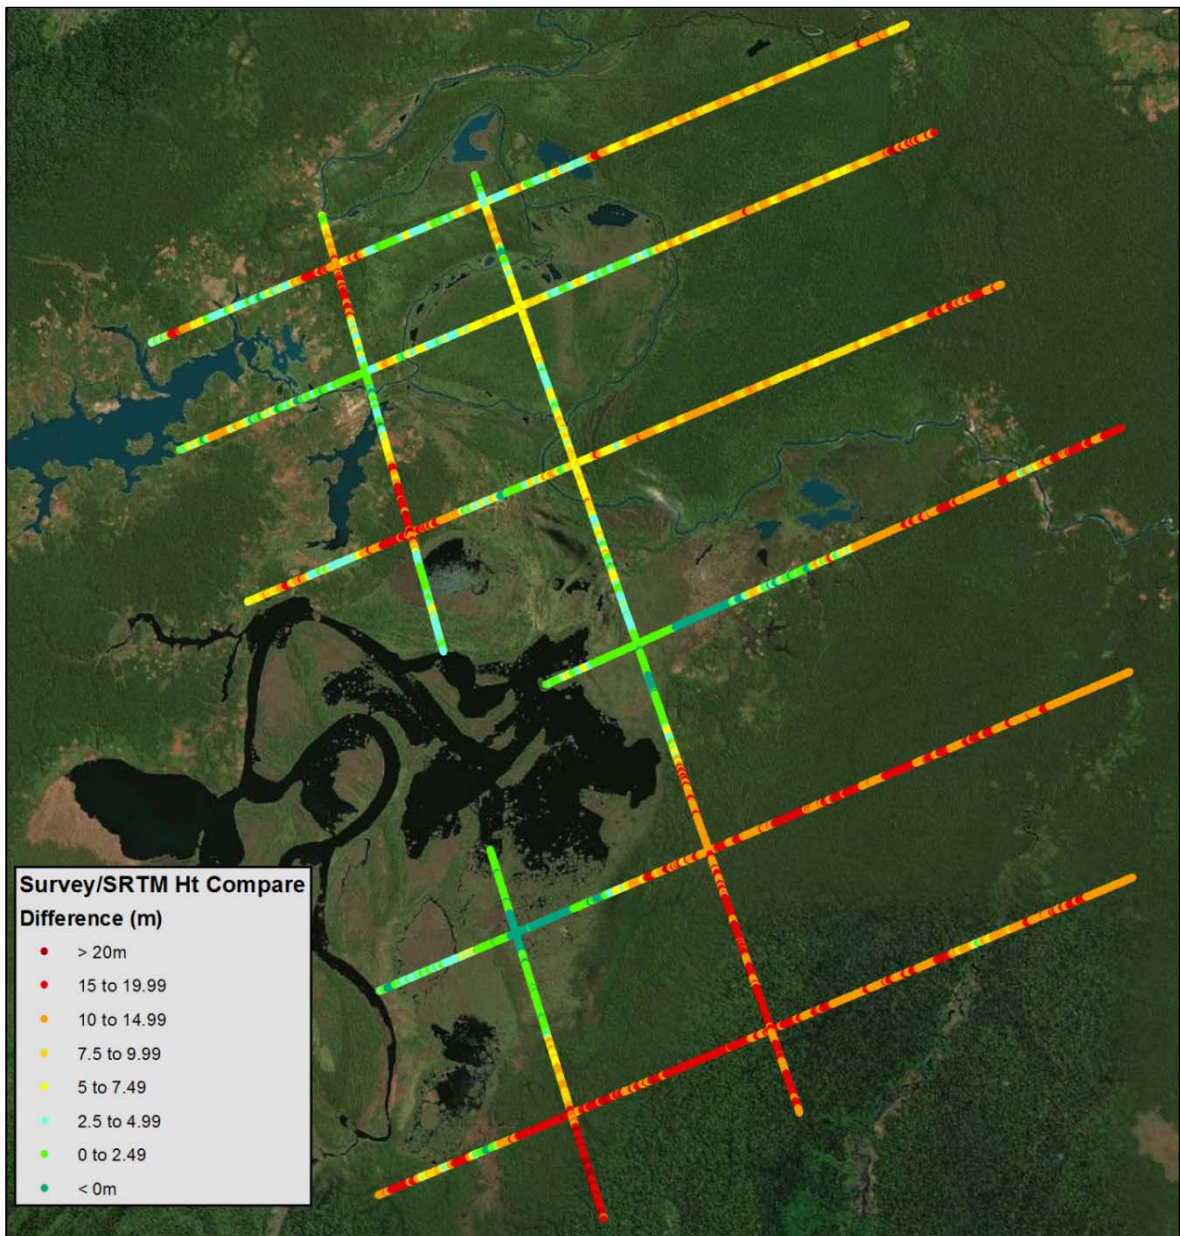 Survey/SRTM Ht Compare
Difference (m)
> 20m
15 to 19.99
10 to 14.99
7.5 to 9.99
5 to 7.49
2.5 to 4.99
0 to 2.49
< 0m